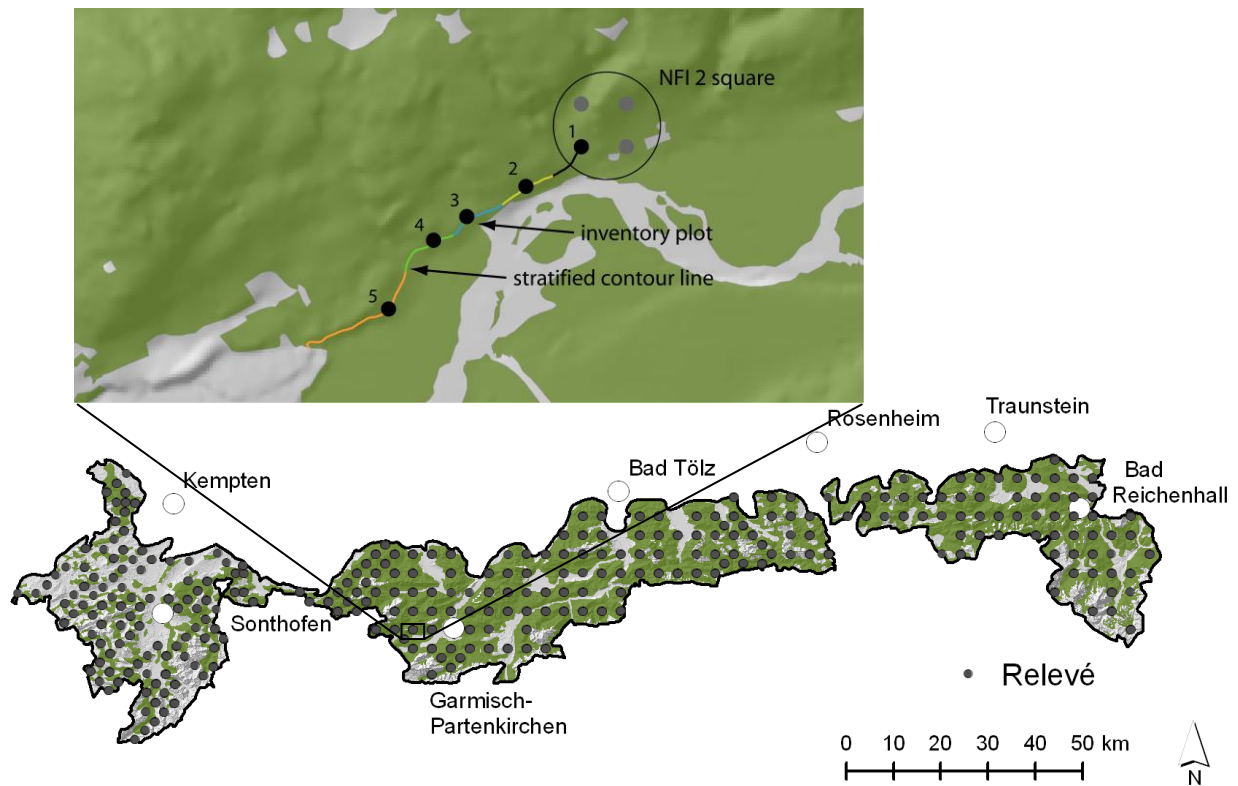 NFI 2 square
1
2
3
4
inventory plot
stratified contour line
5
Rosenheim
Traunstein
Kempten
Bad Tölz
Bad
Reichenhall
Sonthofen
Garmisch-
Partenkirchen
Relevé
0 10 20 30 40 50 km
N